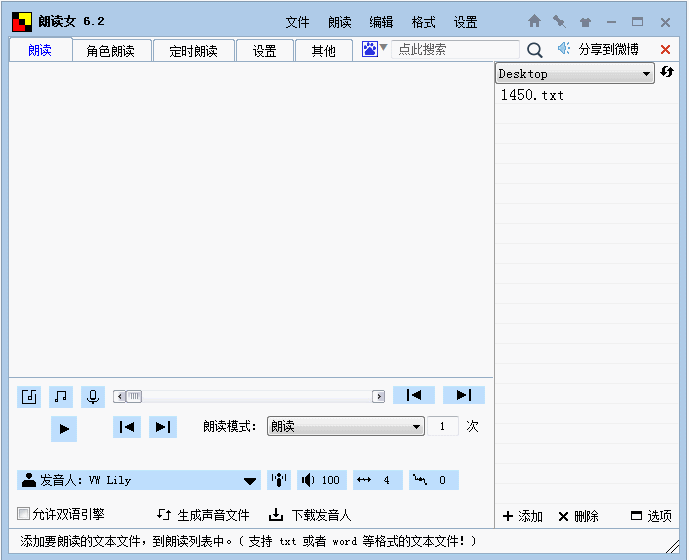 朗读女 6.2 文件 朗读 编辑 格式 设置
朗读 角色朗读 定时朗读 设置 其他 点此搜索 分享到微博
Desktop
1450.txt
朗读模式: 朗读 1 次
发音人: VW Lily 100 4 0
允许双语引擎 生成声音文件 下载发音人 添加 删除 选项
添加要朗读的文本文件，到朗读列表中。( 支持 txt 或者 word 等格式的文本文件! )